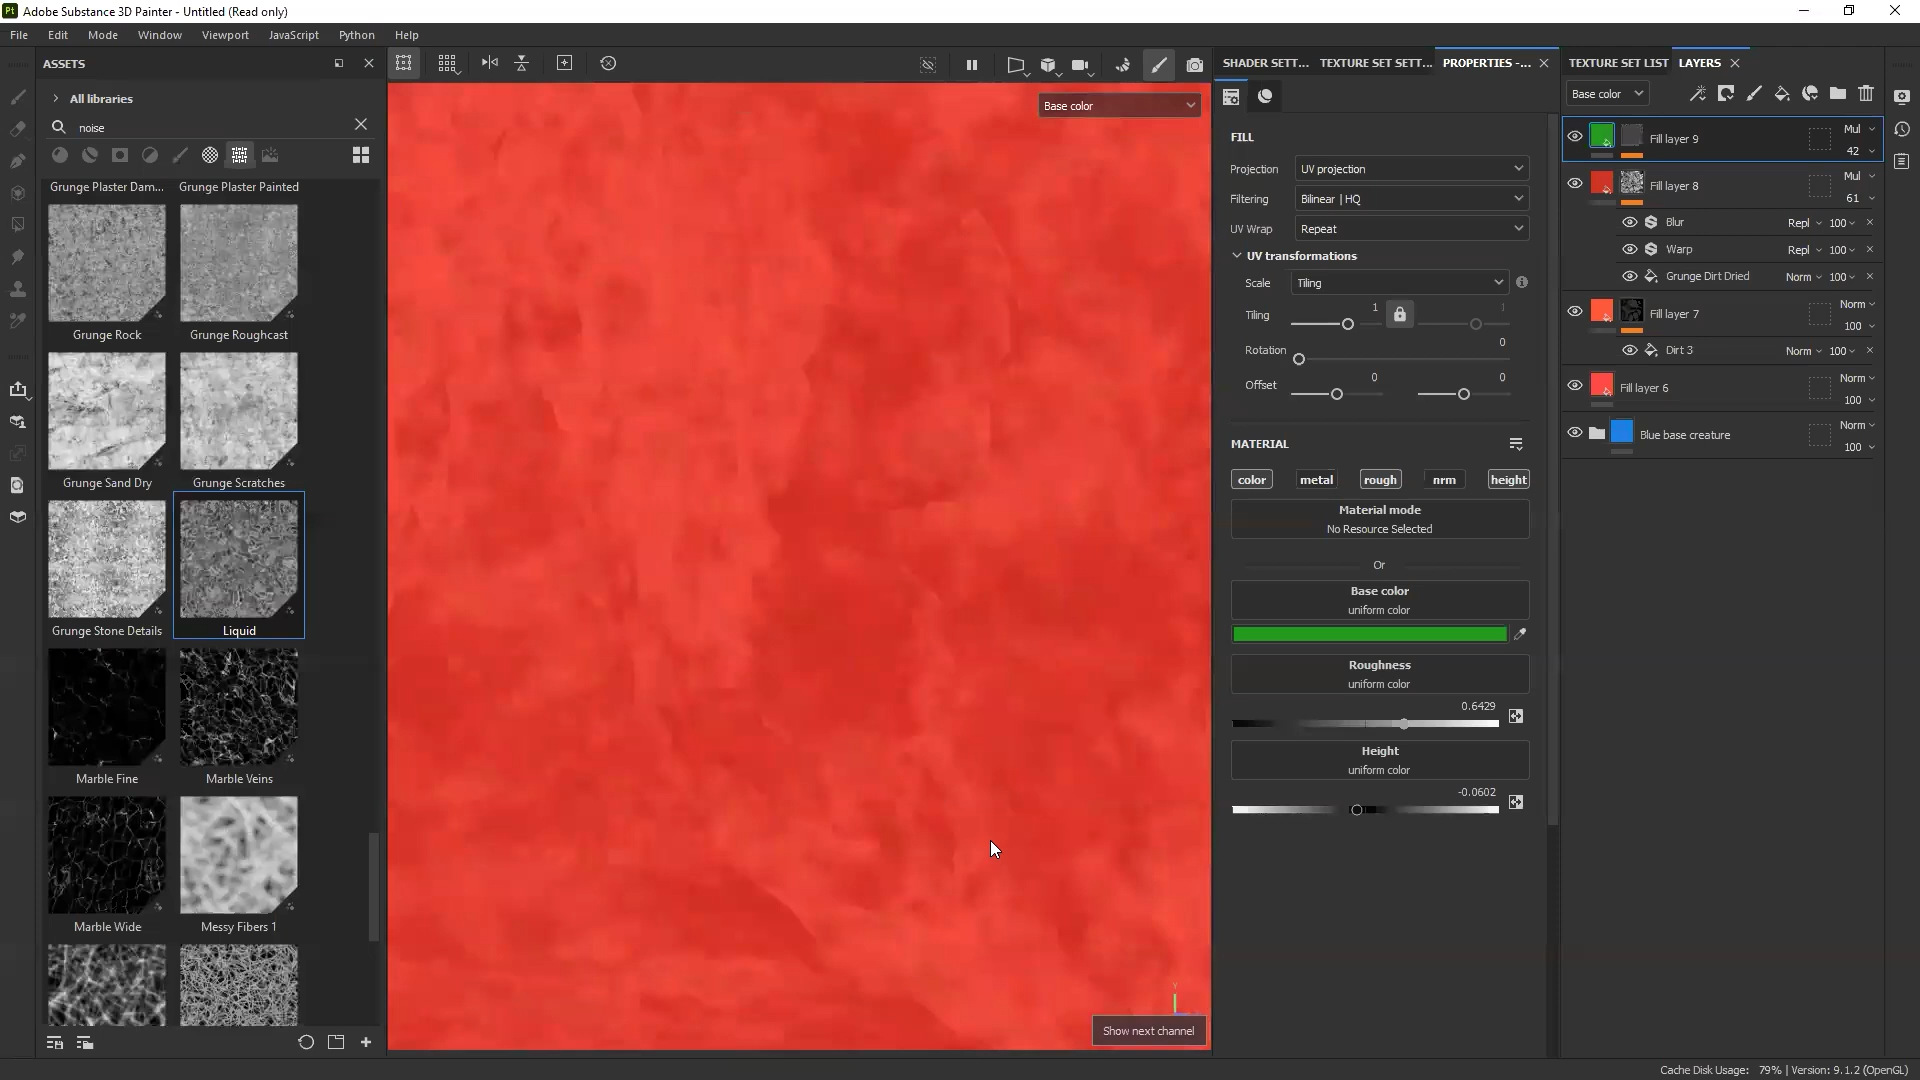 Pt Adobe Substance 3D Painter - Untitled (Read only)
File Edit Mode Window Viewport JavaScript Python Help
ASSETS
All libraries
noise
Grunge Plaster Dam... Grunge Plaster Painted
Grunge Rock Grunge Roughcast
Grunge Sand Dry Grunge Scratches
Grunge Stone Details Liquid
Marble Fine Marble Veins
Marble Wide Messy Fibers 1
Base color
Show next channel
SHADER SETT... TEXTURE SET SETT... PROPERTIES -...
FILL
Projection UV projection
Filtering Bilinear | HQ
UV Wrap Repeat
UV transformations
Scale Tiling
Tiling 1 1
Rotation 0
Offset 0 0
MATERIAL
color metal rough nrm height
Material mode
No Resource Selected
Or
Base color
uniform color
Roughness
uniform color
0.6429
Height
uniform color
-0.0602
TEXTURE SET LIST LAYERS
Base color
Fill layer 9 Mul
42
Fill layer 8 Mul
61
Blur Repl 100
Warp Repl 100
Grunge Dirt Dried Norm 100
Fill layer 7 Norm
100
Dirt 3 Norm 100
Fill layer 6 Norm
100
Blue base creature Norm
100
Cache Disk Usage: 79% | Version: 9.1.2 (OpenGL)